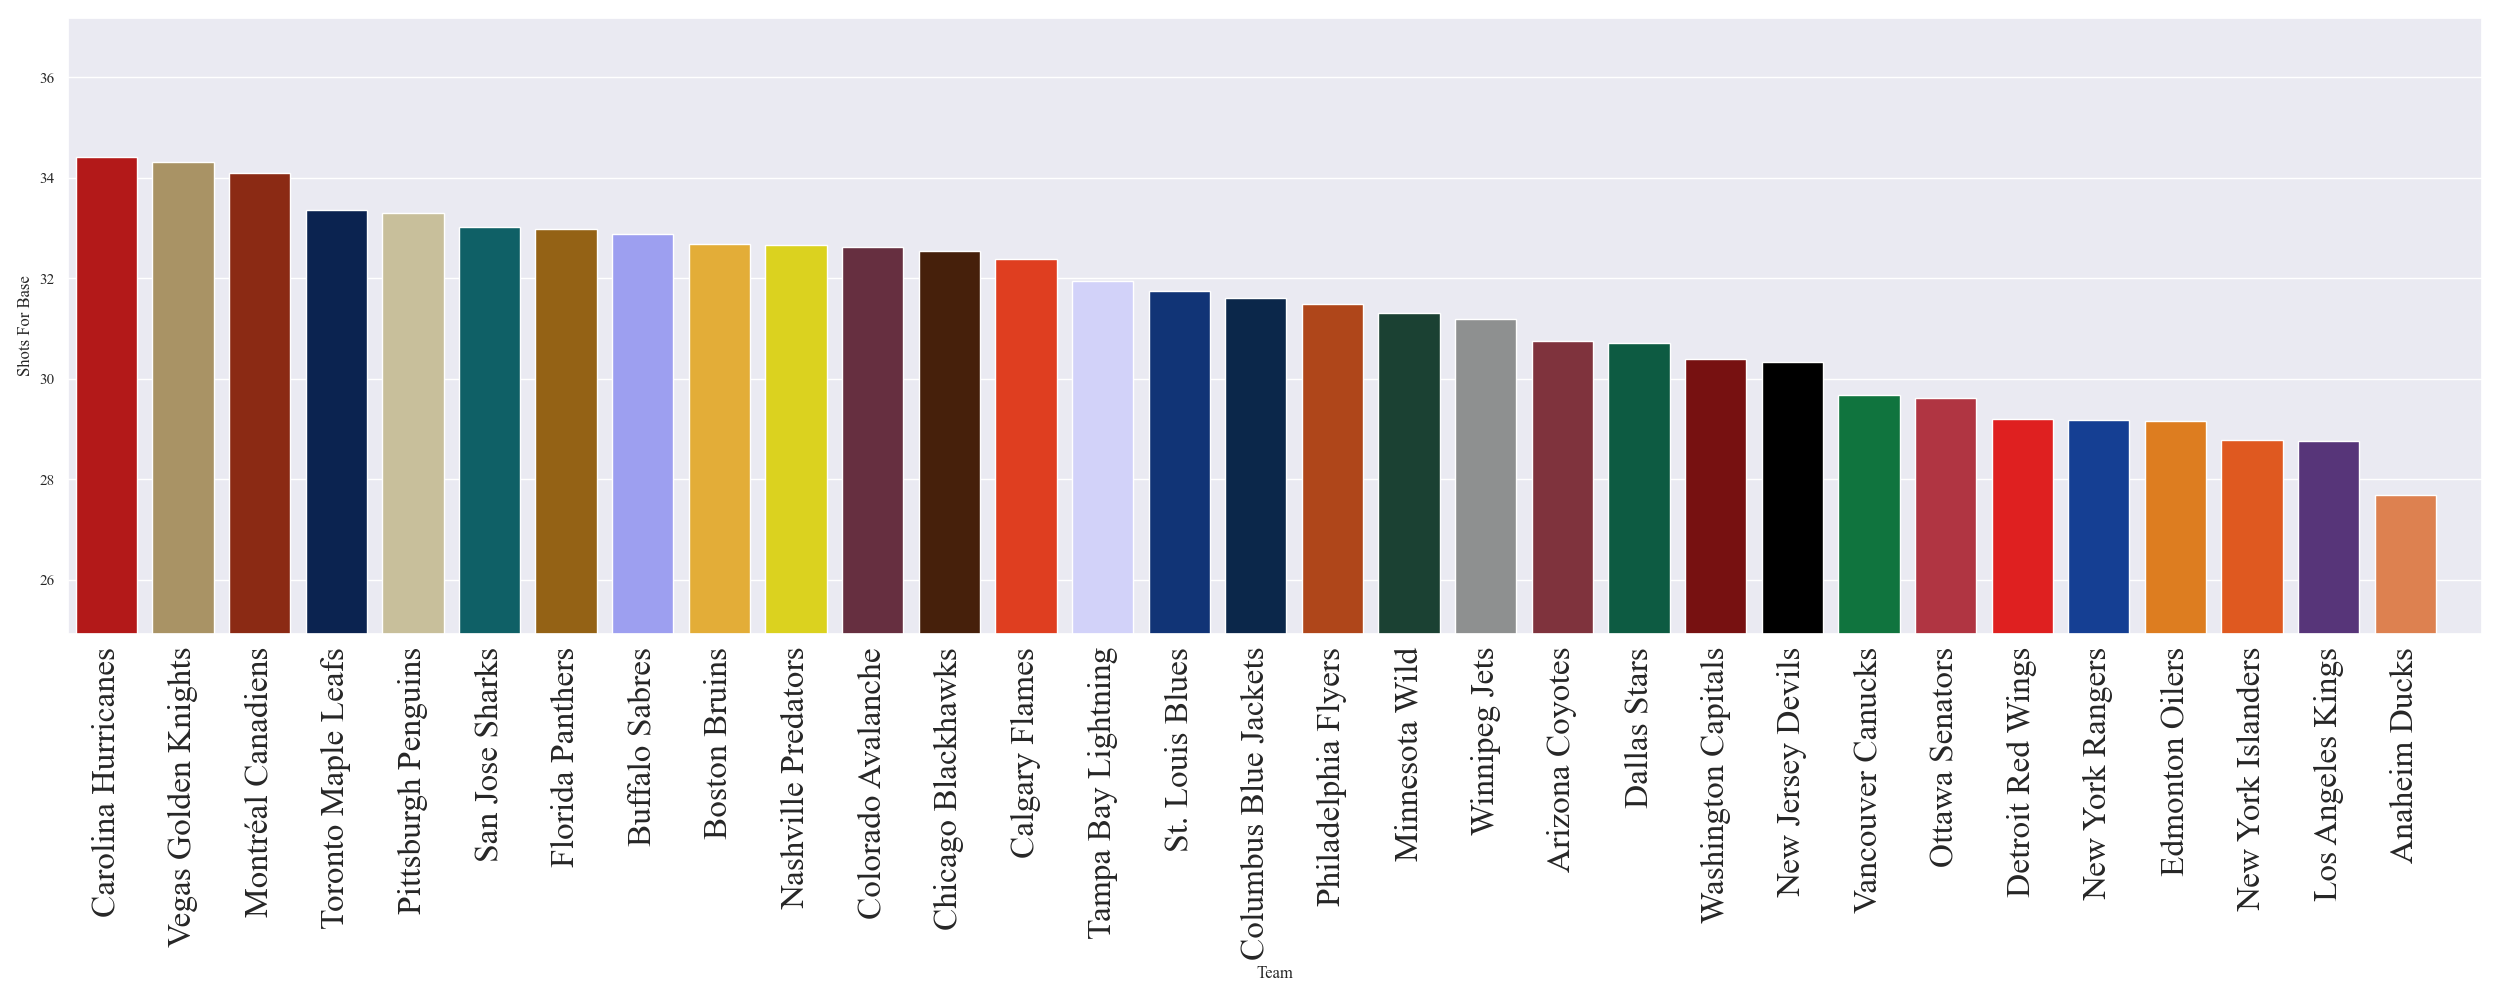 36
34
32
30
28
26
Shots For Base
Carolina Hurricanes
Vegas Golden Knights
Montréal Canadiens
Toronto Maple Leafs
Pittsburgh Penguins
San Jose Sharks
Florida Panthers
Buffalo Sabres
Boston Bruins
Nashville Predators
Colorado Avalanche
Chicago Blackhawks
Calgary Flames
Tampa Bay Lightning
St. Louis Blues
Columbus Blue Jackets
Philadelphia Flyers
Minnesota Wild
Winnipeg Jets
Arizona Coyotes
Dallas Stars
Washington Capitals
New Jersey Devils
Vancouver Canucks
Ottawa Senators
Detroit Red Wings
New York Rangers
Edmonton Oilers
New York Islanders
Los Angeles Kings
Anaheim Ducks
Team